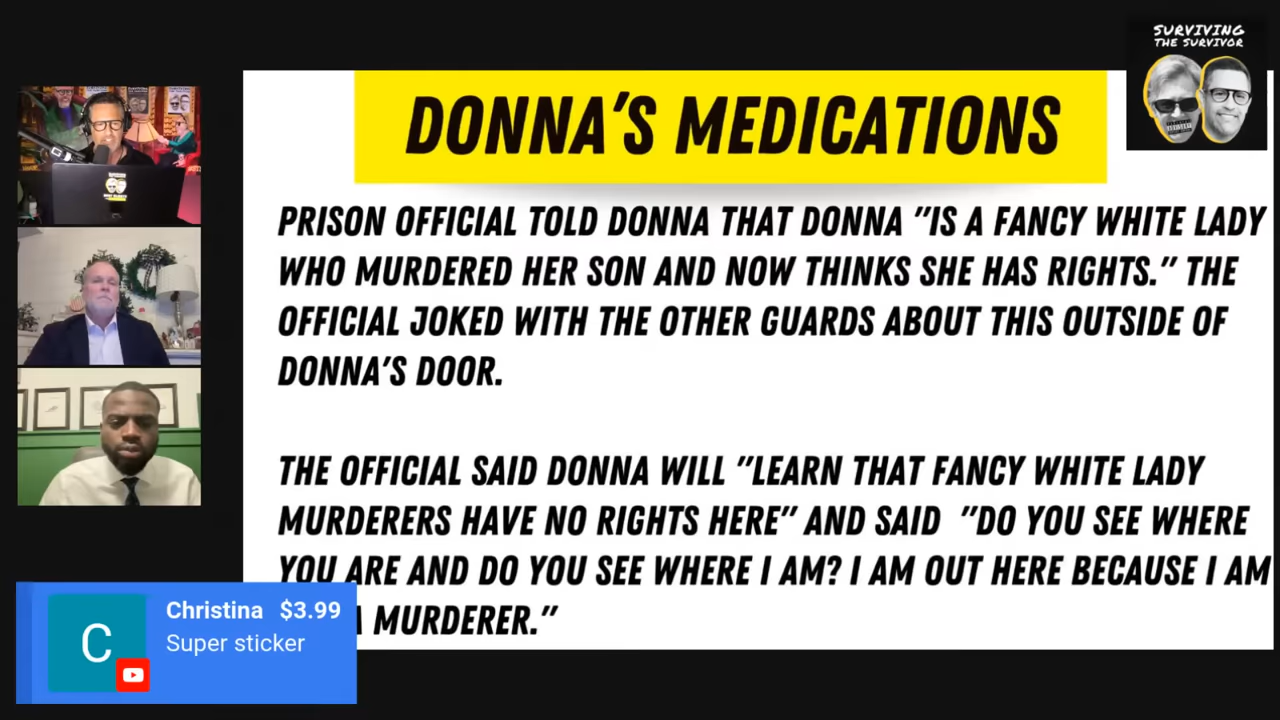 SURVIVING
THE SURVIVOR
DONNA'S MEDICATIONS
PRISON OFFICIAL TOLD DONNA THAT DONNA "IS A FANCY WHITE LADY
WHO MURDERED HER SON AND NOW THINKS SHE HAS RIGHTS." THE
OFFICIAL JOKED WITH THE OTHER GUARDS ABOUT THIS OUTSIDE OF
DONNA'S DOOR.
THE OFFICIAL SAID DONNA WILL "LEARN THAT FANCY WHITE LADY
MURDERERS HAVE NO RIGHTS HERE" AND SAID "DO YOU SEE WHERE
YOU ARE AND DO YOU SEE WHERE I AM? I AM OUT HERE BECAUSE I AM
A MURDERER."
Christina $3.99
Super sticker
C